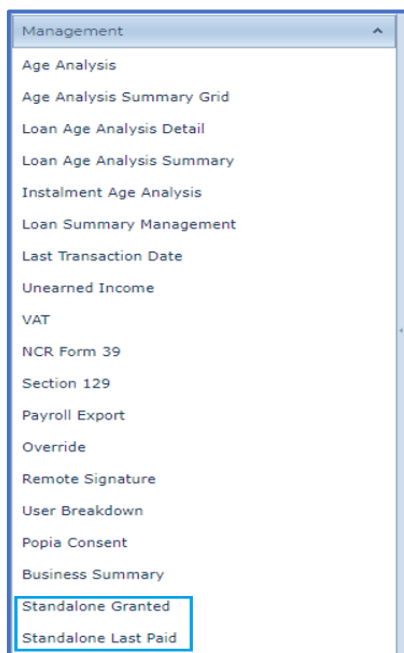 Management
Age Analysis
Age Analysis Summary Grid
Loan Age Analysis Detail
Loan Age Analysis Summary
Instalment Age Analysis
Loan Summary Management
Last Transaction Date
Unearned Income
VAT
NCR Form 39
Section 129
Payroll Export
Override
Remote Signature
User Breakdown
Popia Consent
Business Summary
Standalone Granted
Standalone Last Paid